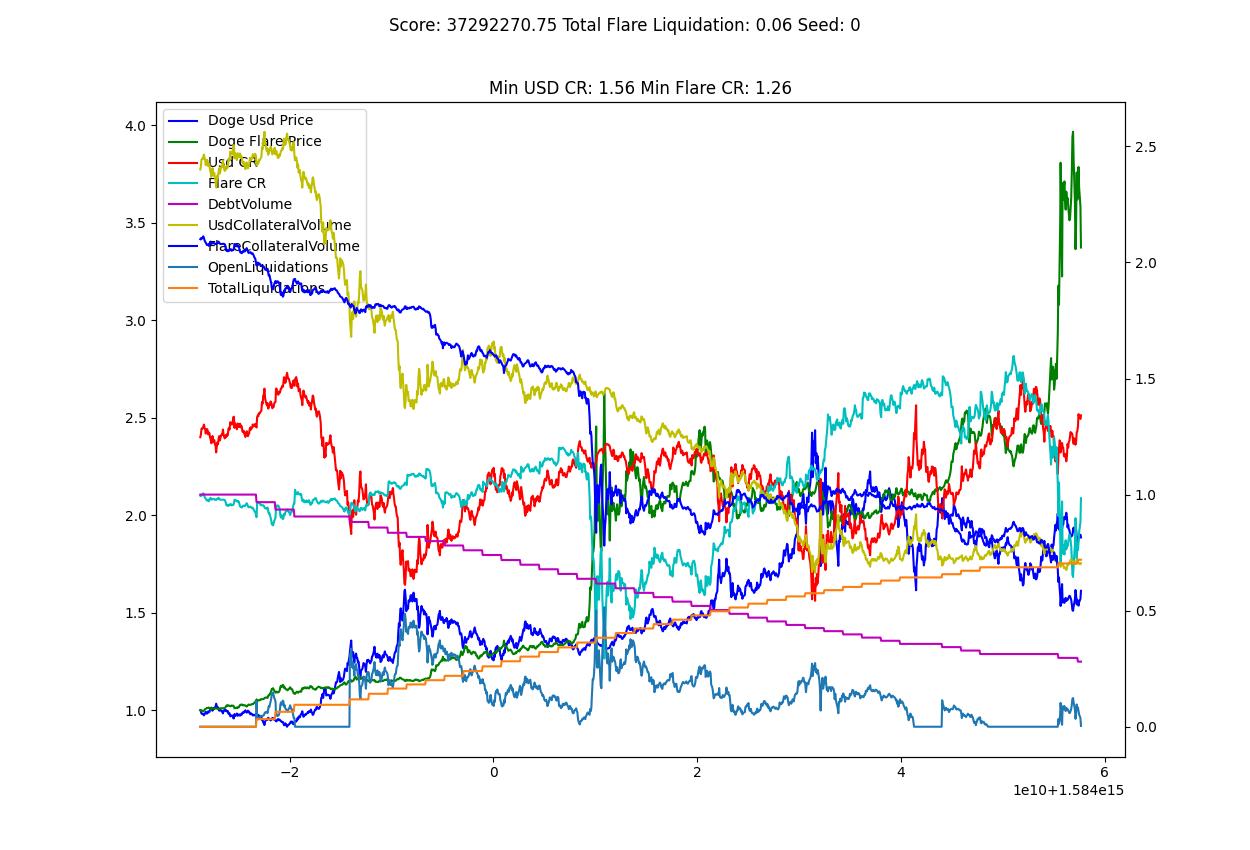 Score: 37292270.75 Total Flare Liquidation: 0.06 Seed: 0
Min USD CR: 1.56 Min Flare CR: 1.26
Doge Usd Price
Doge Flare Price
Usd CR
Flare CR
DebtVolume
UsdCollateralVolume
FlareCollateralVolume
OpenLiquidations
TotalLiquidations
4.0
3.5
3.0
2.5
2.0
1.5
1.0
2.5
2.0
1.5
1.0
0.5
0.0
−2 0 2 4 6
1e10+1.584e15